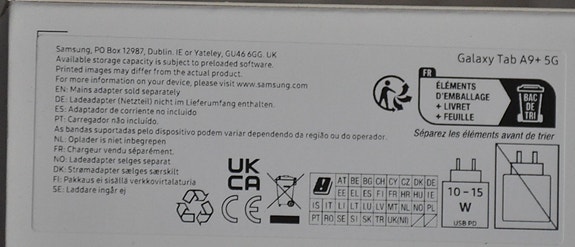 Samsung, PO Box 12987, Dublin. IE or Yateley, GU46 6GG. UK
Available storage capacity is subject to preloaded software.
Printed images may differ from the actual product.
For more information on your device, please visit www.samsung.com
EN: Mains adapter sold separately
DE: Ladeadapter (Netzteil) nicht im Lieferumfang enthalten.
ES: Adaptador de corriente no incluido
PT: Carregador não incluído.
As bandas suportadas pelo dispositivo podem variar dependendo da região ou do operador.
NL: Oplader is niet inbegrepen
FR: Chargeur vendu séparément.
NO: Ladeadapter selges separat
DK: Strømadapter sælges særskilt
FI: Pakkaus ei sisällä verkkovirtalaturia
SE: Laddare ingår ej
Galaxy Tab A9+ 5G
FR
ÉLÉMENTS
D'EMBALLAGE
+ LIVRET
+ FEUILLE
BAC
DE
TRI
Séparez les éléments avant de trier
UK
CA
CE
AT BE BG CH CY CZ DK DE
EE EL ES FI FR HR HU IE
IS IT LI LT LU LV MT NL NO PL
PT RO SE SI SK TR UK(NI)
10 - 15
W
USB PD